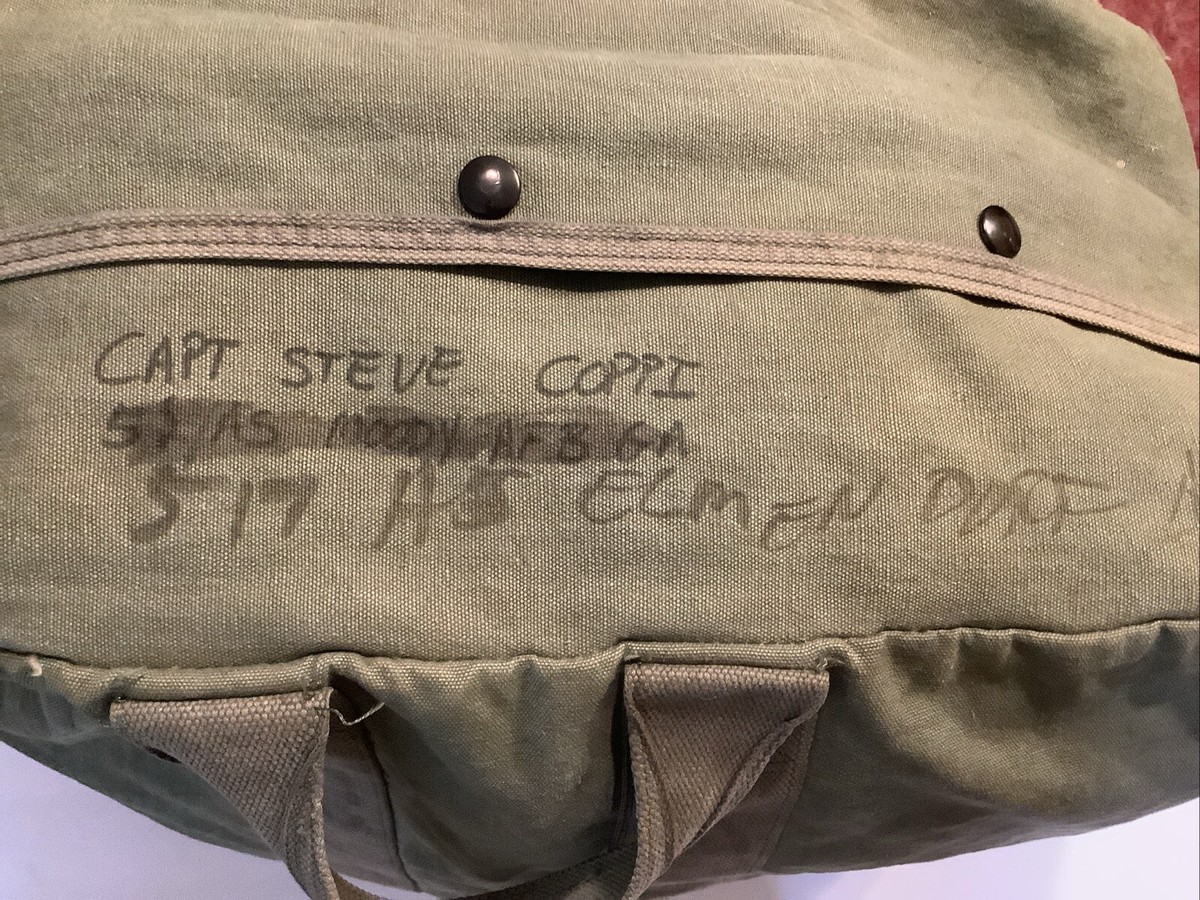 CAPT STEVE COPPI
AS MOODY AFB GA
517 AS ELMEN DORF